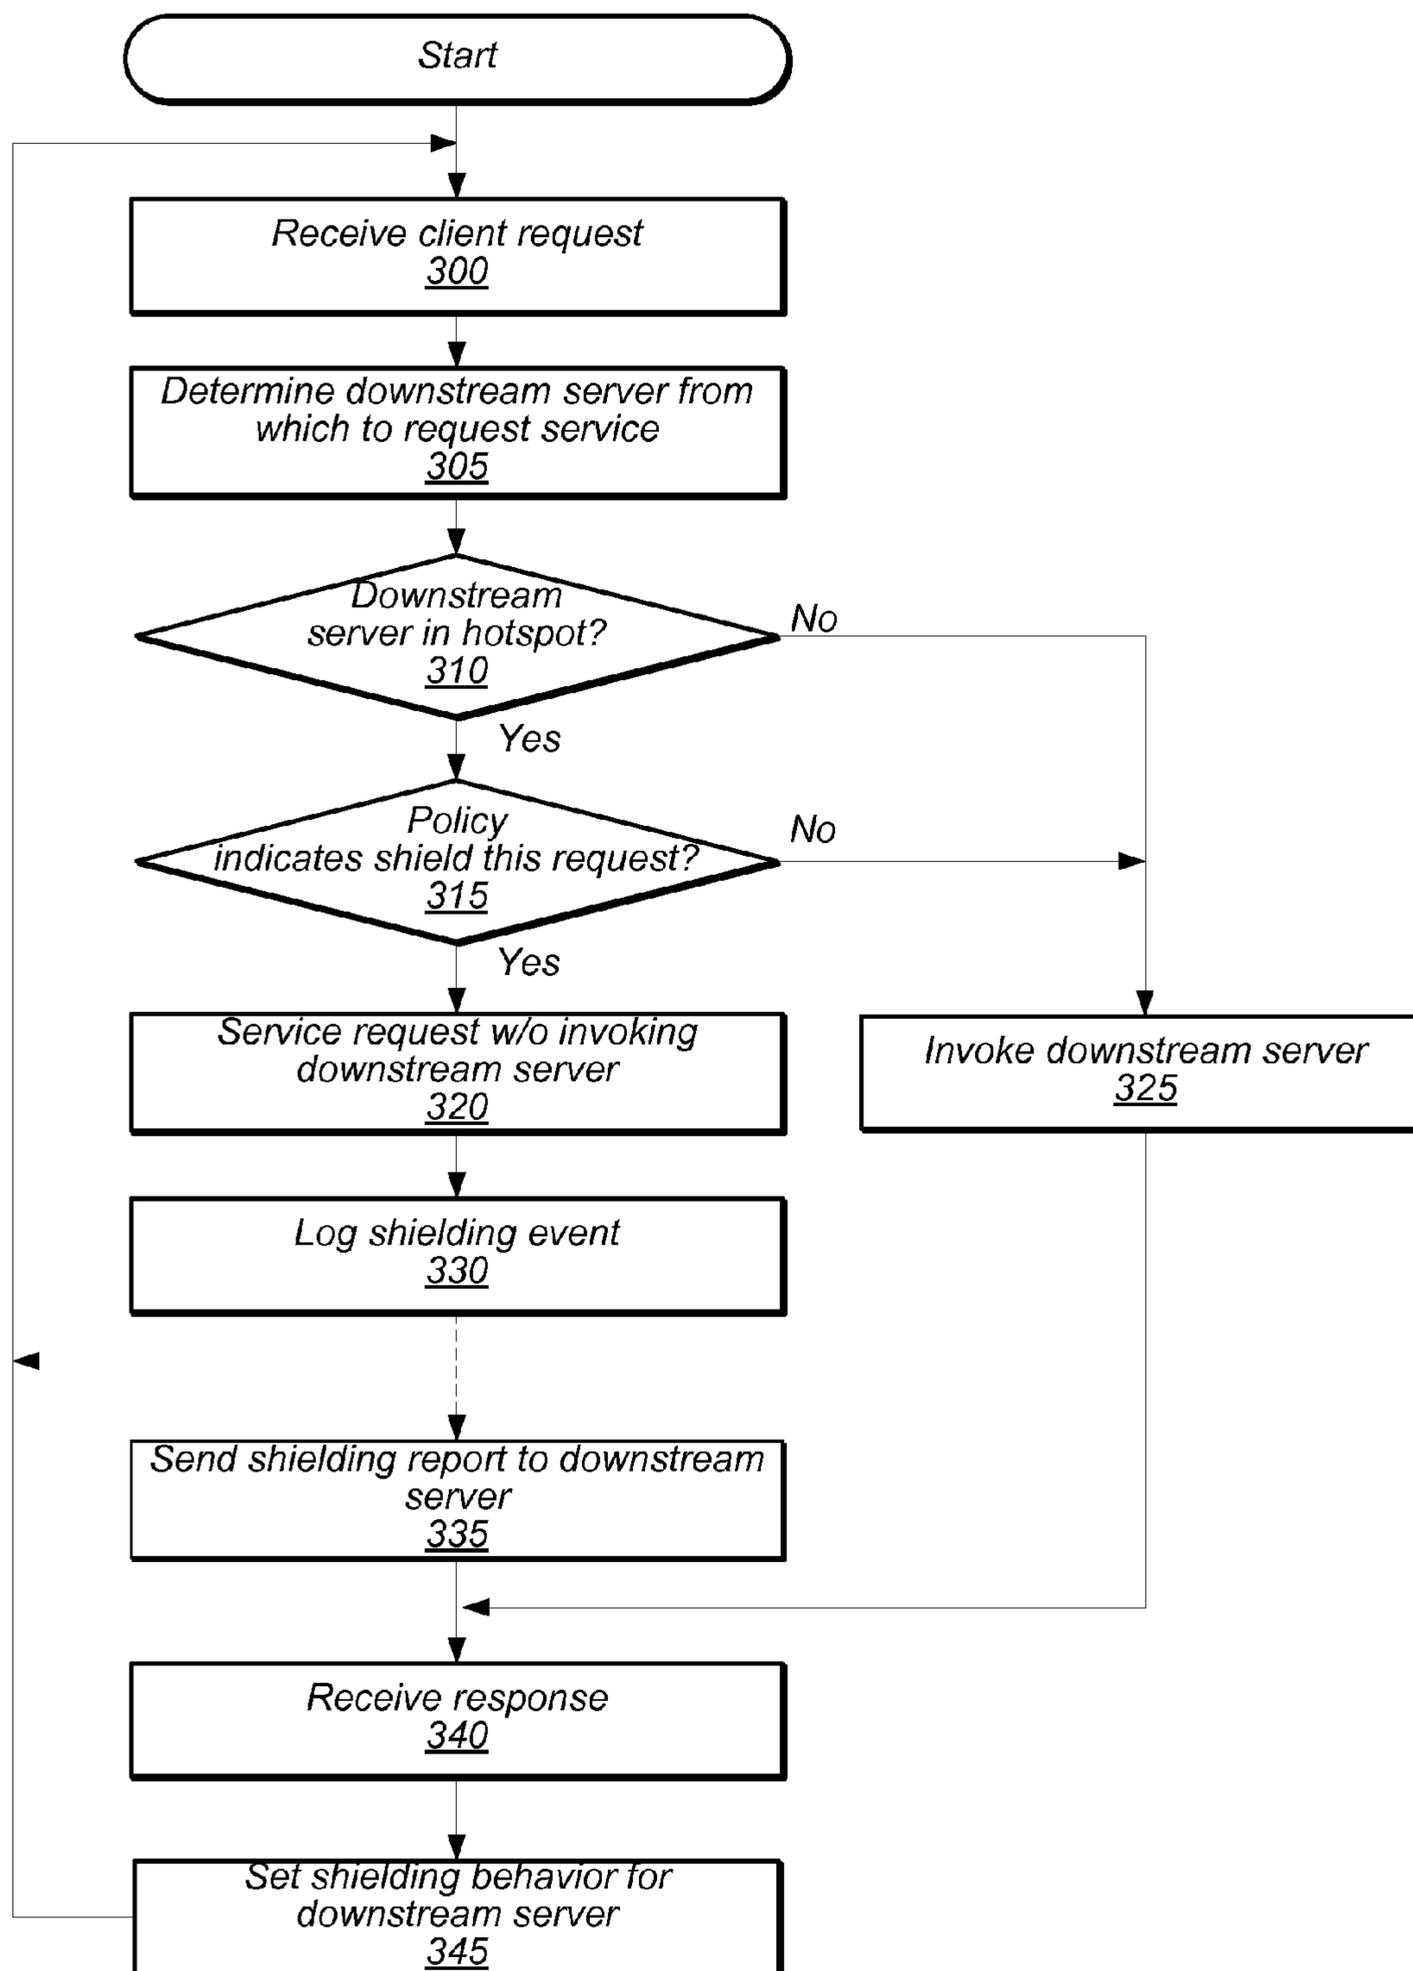 Start
Receive client request
300
Determine downstream server from
which to request service
305
Downstream
server in hotspot?
310
No
Yes
Policy
indicates shield this request?
315
No
Yes
Service request w/o invoking
downstream server
320
Invoke downstream server
325
Log shielding event
330
Send shielding report to downstream
server
335
Receive response
340
Set shielding behavior for
downstream server
345